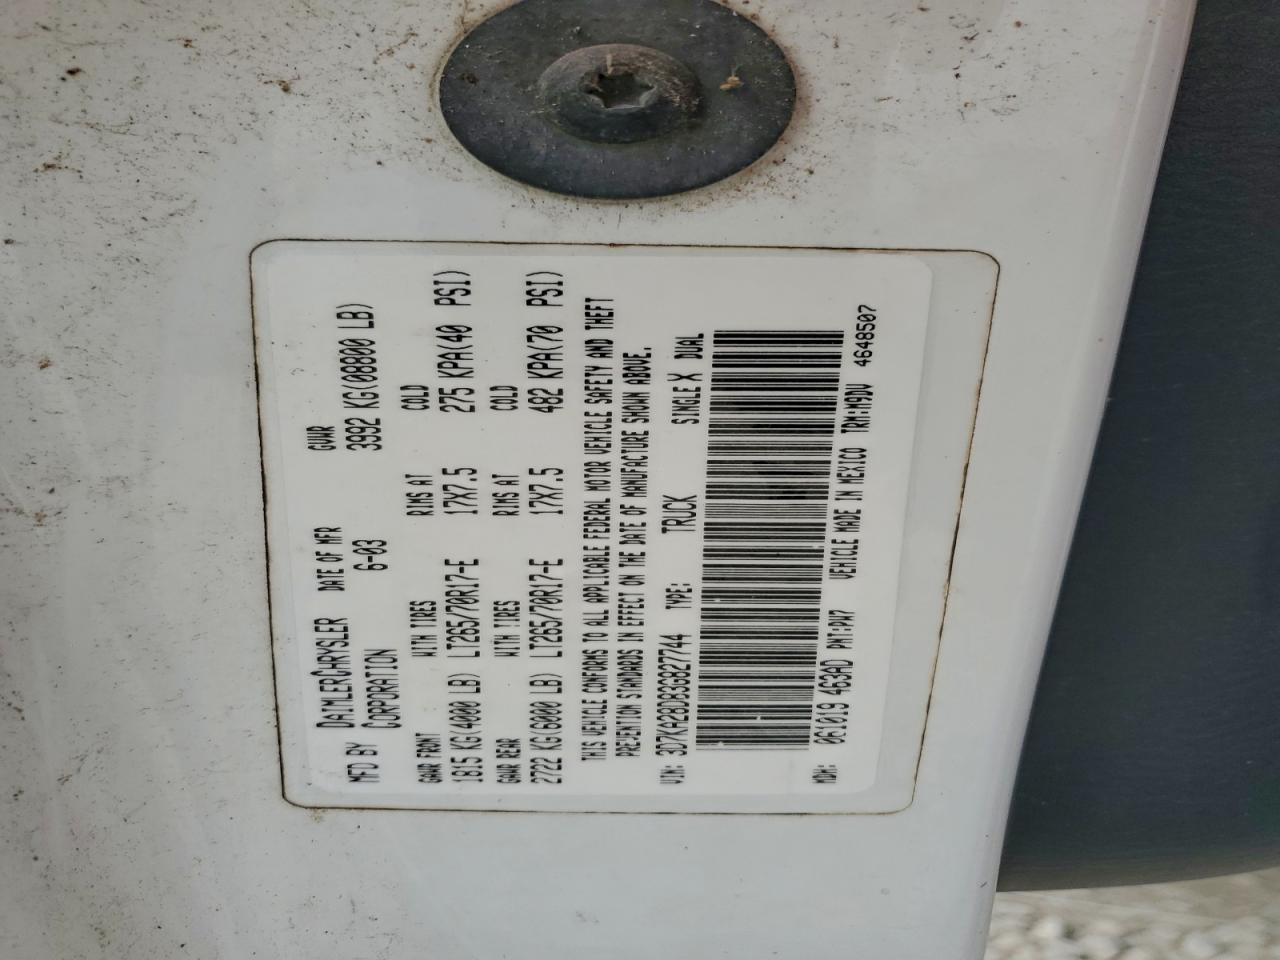 MFD BY DAIMLERCHRYSLER CORPORATION
DATE OF MFR 6-03
GVWR 3992 KG(08800 LB)
GAWR FRONT WITH TIRES RIMS AT COLD
1815 KG(4000 LB) LT265/70R17-E 17X7.5 275 KPA(40 PSI)
GAWR REAR WITH TIRES RIMS AT COLD
2722 KG(6000 LB) LT265/70R17-E 17X7.5 482 KPA(70 PSI)
THIS VEHICLE CONFORMS TO ALL APPLICABLE FEDERAL MOTOR VEHICLE SAFETY AND THEFT
PREVENTION STANDARDS IN EFFECT ON THE DATE OF MANUFACTURE SHOWN ABOVE.
VIN: 3D7KA28D93G827744 TYPE: TRUCK SINGLE X DUAL
MDH: 061019 463AD PNT:PW7 VEHICLE MADE IN MEXICO TRM:M9DV 4648507